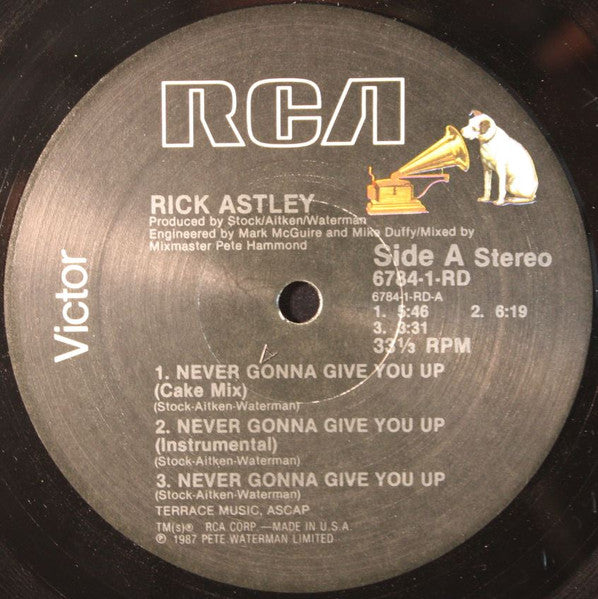 RCA
Victor
RICK ASTLEY
Produced by Stock/Aitken/Waterman
Engineered by Mark McGuire and Mike Duffy/Mixed by
Mixmaster Pete Hammond
Side A Stereo
6784-1-RD
6784-1-RD-A
1. 5:46 2. 6:19
3. 3:31
33⅓ RPM
1. NEVER GONNA GIVE YOU UP
(Cake Mix)
(Stock-Aitken-Waterman)
2. NEVER GONNA GIVE YOU UP
(Instrumental)
(Stock-Aitken-Waterman)
3. NEVER GONNA GIVE YOU UP
(Stock-Aitken-Waterman)
TERRACE MUSIC, ASCAP
TM(s)® RCA CORP.—MADE IN U.S.A.
℗ 1987 PETE WATERMAN LIMITED